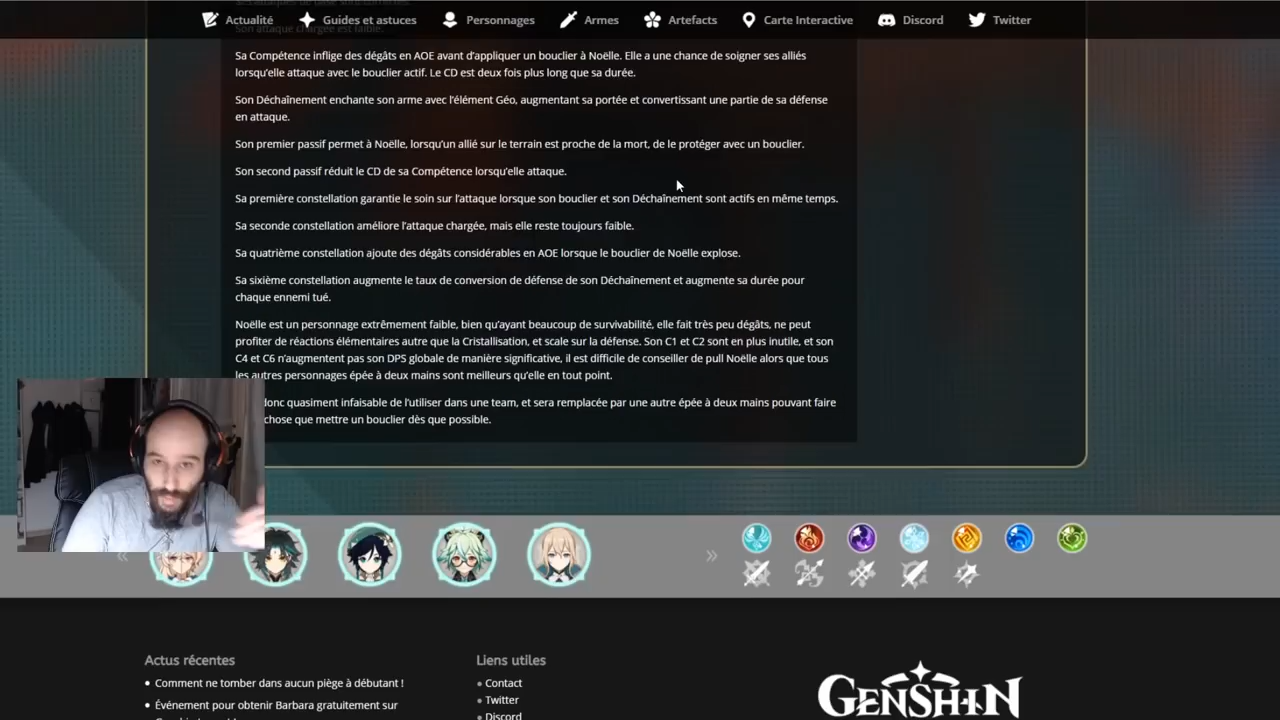 Actualité Guides et astuces Personnages Armes Artefacts Carte Interactive Discord Twitter
Son attaque chargée est faible.
Sa Compétence inflige des dégâts en AOE avant d'appliquer un bouclier à Noëlle. Elle a une chance de soigner ses alliés
lorsqu'elle attaque avec le bouclier actif. Le CD est deux fois plus long que sa durée.
Son Déchaînement enchante son arme avec l'élément Géo, augmentant sa portée et convertissant une partie de sa défense
en attaque.
Son premier passif permet à Noëlle, lorsqu'un allié sur le terrain est proche de la mort, de le protéger avec un bouclier.
Son second passif réduit le CD de sa Compétence lorsqu'elle attaque.
Sa première constellation garantie le soin sur l'attaque lorsque son bouclier et son Déchaînement sont actifs en même temps.
Sa seconde constellation améliore l'attaque chargée, mais elle reste toujours faible.
Sa quatrième constellation ajoute des dégâts considérables en AOE lorsque le bouclier de Noëlle explose.
Sa sixième constellation augmente le taux de conversion de défense de son Déchaînement et augmente sa durée pour
chaque ennemi tué.
Noëlle est un personnage extrêmement faible, bien qu'ayant beaucoup de survivabilité, elle fait très peu dégâts, ne peut
profiter de réactions élémentaires autre que la Cristallisation, et scale sur la défense. Son C1 et C2 sont en plus inutile, et son
C4 et C6 n'augmentent pas son DPS globale de manière significative, il est difficile de conseiller de pull Noëlle alors que tous
les autres personnages épée à deux mains sont meilleurs qu'elle en tout point.
donc quasiment infaisable de l'utiliser dans une team, et sera remplacée par une autre épée à deux mains pouvant faire
chose que mettre un bouclier dès que possible.
Actus récentes
Liens utiles
Comment ne tomber dans aucun piège à débutant !
Contact
Événement pour obtenir Barbara gratuitement sur
Twitter
Discord
GENSHIN